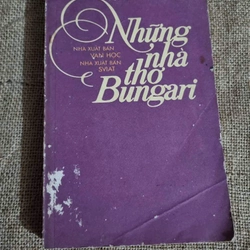 Những
nhà
thơ
Bungari
NHÀ XUẤT BẢN
VĂN HỌC
NHÀ XUẤT BẢN
SVIAT